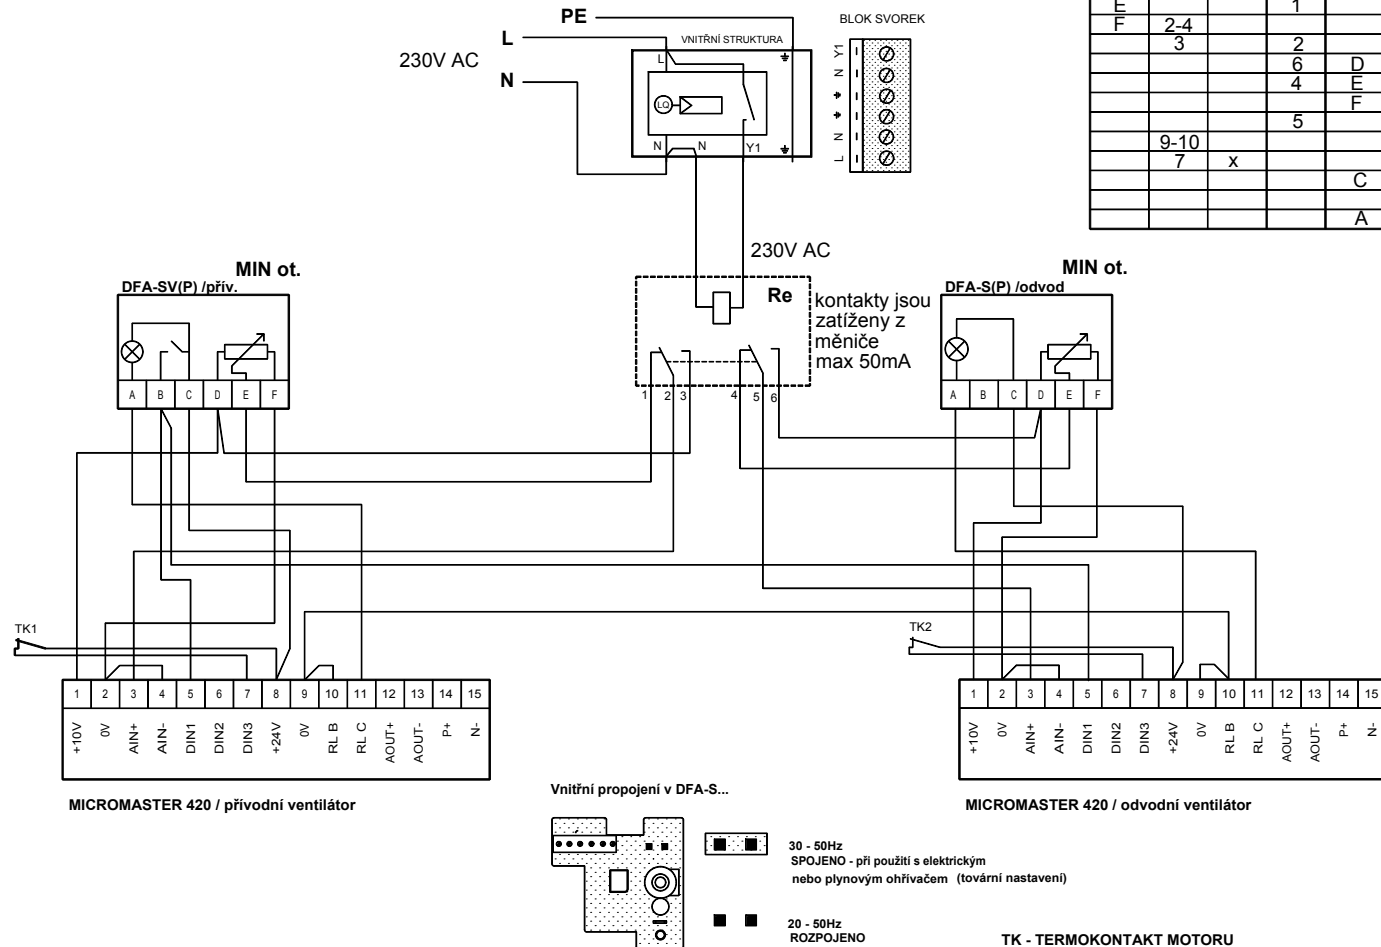 PE
L
230V AC
N
VNITŘNÍ STRUKTURA
L
LQ
N
N
Y1
BLOK SVOREK
Y1
N
N
L
E 1
F 2-4
3 2
6 D
4 E
F
5
9-10
7 x
C
A
230V AC
MIN ot.
DFA-SV(P) /přív.
A B C D E F
Re
kontakty jsou
zatíženy z
měniče
max 50mA
1 2 3 4 5 6
MIN ot.
DFA-S(P) /odvod
A B C D E F
TK1
1 2 3 4 5 6 7 8 9 10 11 12 13 14 15
+10V 0V AIN+ AIN- DIN1 DIN2 DIN3 +24V 0V RL B RL C AOUT+ AOUT- P+ N-
MICROMASTER 420 / přívodní ventilátor
TK2
1 2 3 4 5 6 7 8 9 10 11 12 13 14 15
+10V 0V AIN+ AIN- DIN1 DIN2 DIN3 +24V 0V RL B RL C AOUT+ AOUT- P+ N-
MICROMASTER 420 / odvodní ventilátor
Vnitřní propojení v DFA-S...
30 - 50Hz
SPOJENO - při použití s elektrickým
nebo plynovým ohřívačem (tovární nastavení)
20 - 50Hz
ROZPOJENO
TK - TERMOKONTAKT MOTORU